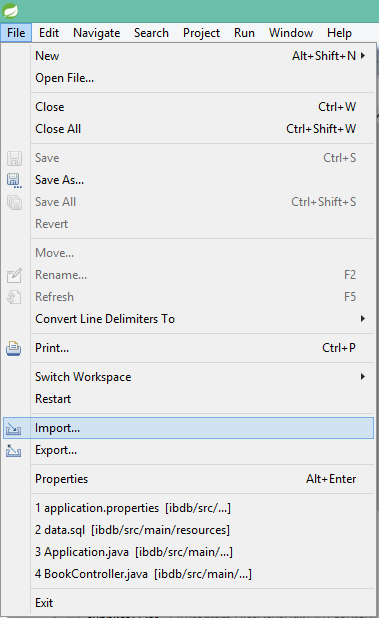 File Edit Navigate Search Project Run Window Help
New Alt+Shift+N
Open File...
Close Ctrl+W
Close All Ctrl+Shift+W
Save Ctrl+S
Save As...
Save All Ctrl+Shift+S
Revert
Move...
Rename... F2
Refresh F5
Convert Line Delimiters To
Print... Ctrl+P
Switch Workspace
Restart
Import...
Export...
Properties Alt+Enter
1 application.properties [ibdb/src/...]
2 data.sql [ibdb/src/main/resources]
3 Application.java [ibdb/src/main/...]
4 BookController.java [ibdb/src/main/...]
Exit